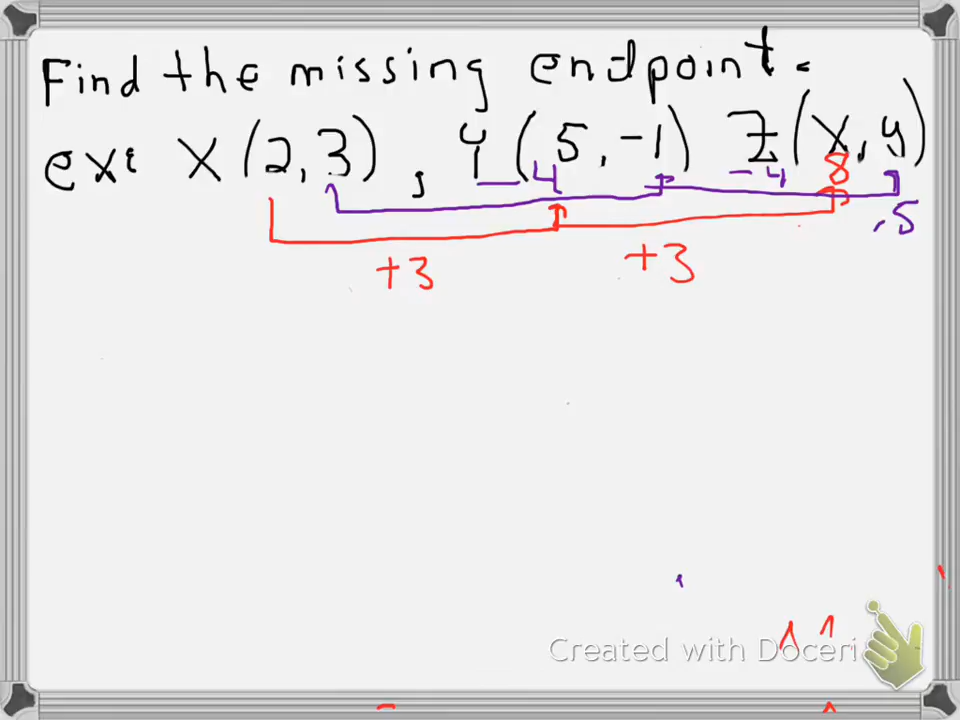 Find the missing endpoint.
ex: X (2,3), Y (5,-1) Z (x,y)
-4 -4 8
-5
+3 +3
Created with Doceri